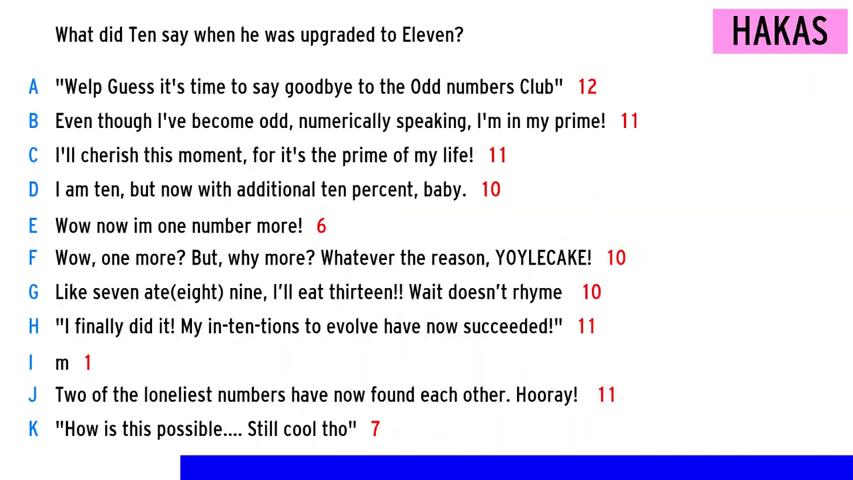 What did Ten say when he was upgraded to Eleven?
HAKAS
A "Welp Guess it's time to say goodbye to the Odd numbers Club" 12
B Even though I've become odd, numerically speaking, I'm in my prime! 11
C I'll cherish this moment, for it's the prime of my life! 11
D I am ten, but now with additional ten percent, baby. 10
E Wow now im one number more! 6
F Wow, one more? But, why more? Whatever the reason, YOYLECAKE! 10
G Like seven ate(eight) nine, I’ll eat thirteen!! Wait doesn’t rhyme 10
H "I finally did it! My in-ten-tions to evolve have now succeeded!" 11
I m 1
J Two of the loneliest numbers have now found each other. Hooray! 11
K "How is this possible.... Still cool tho" 7